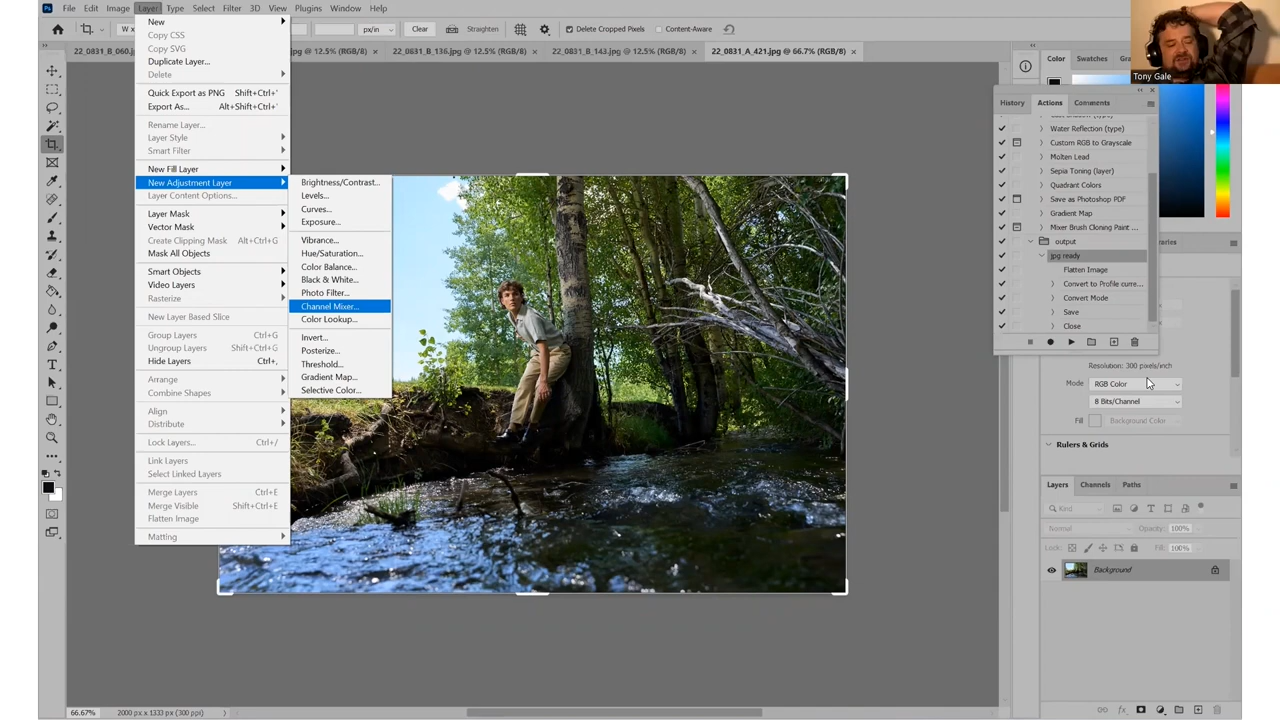 Ps File Edit Image Layer Type Select Filter 3D View Plugins Window Help
px/in Clear Straighten Delete Cropped Pixels Content-Aware
jpg @ 12.5% (RGB/8) × 22_0831_B_136.jpg @ 12.5% (RGB/8) × 22_0831_B_143.jpg @ 12.5% (RGB/8) × 22_0831_A_421.jpg @ 66.7% (RGB/8) ×
22_0831_B_060.
New
Copy CSS
Copy SVG
Duplicate Layer...
Delete
Quick Export as PNG Shift+Ctrl+'
Export As... Alt+Shift+Ctrl+'
Rename Layer...
Layer Style
Smart Filter
New Fill Layer
New Adjustment Layer
Layer Content Options...
Layer Mask
Vector Mask
Create Clipping Mask Alt+Ctrl+G
Mask All Objects
Smart Objects
Video Layers
Rasterize
New Layer Based Slice
Group Layers Ctrl+G
Ungroup Layers Shift+Ctrl+G
Hide Layers Ctrl+,
Arrange
Combine Shapes
Align
Distribute
Lock Layers... Ctrl+/
Link Layers
Select Linked Layers
Merge Layers Ctrl+E
Merge Visible Shift+Ctrl+E
Flatten Image
Matting
Brightness/Contrast...
Levels...
Curves...
Exposure...
Vibrance...
Hue/Saturation...
Color Balance...
Black & White...
Photo Filter...
Channel Mixer...
Color Lookup...
Invert...
Posterize...
Threshold...
Gradient Map...
Selective Color...
Tony Gale
Color Swatches
History Actions Comments
Water Reflection (type)
Custom RGB to Grayscale
Molten Lead
Sepia Toning (layer)
Quadrant Colors
Save as Photoshop PDF
Gradient Map
Mixer Brush Cloning Paint ...
output
jpg ready
Flatten Image
Convert to Profile curre...
Convert Mode
Save
Close
Resolution: 300 pixels/inch
Mode RGB Color
8 Bits/Channel
Fill Background Color
Rulers & Grids
Layers Channels Paths
Kind
Normal Opacity: 100%
Lock: Fill: 100%
Background
66.67% 2000 px x 1333 px (300 ppi)